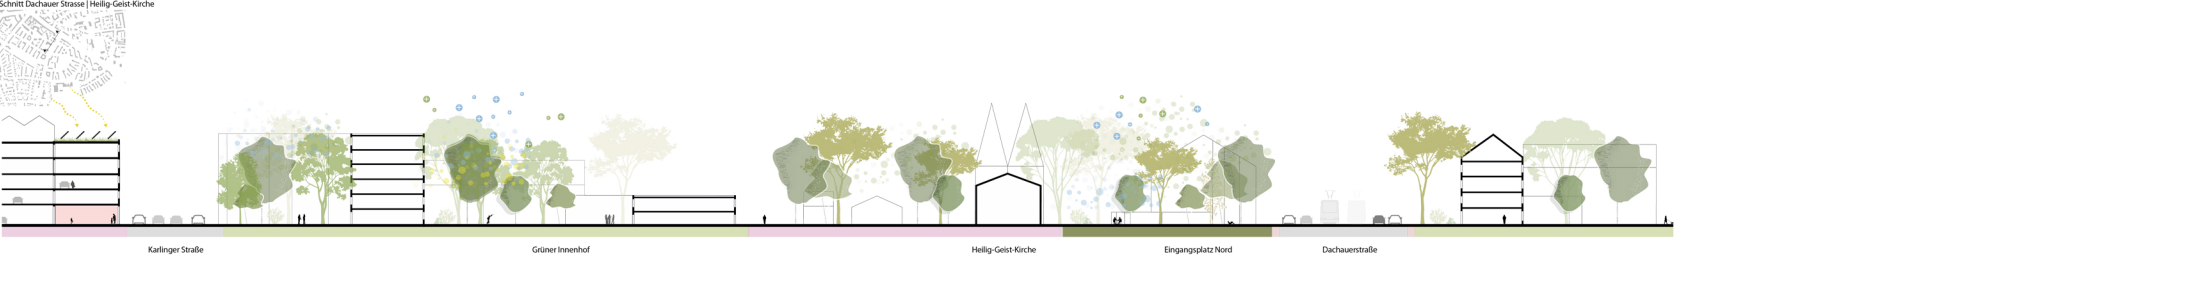 Schnitt Dachauer Strasse | Heilig-Geist-Kirche
Karlinger Straße
Grüner Innenhof
Heilig-Geist-Kirche
Eingangsplatz Nord
Dachauerstraße